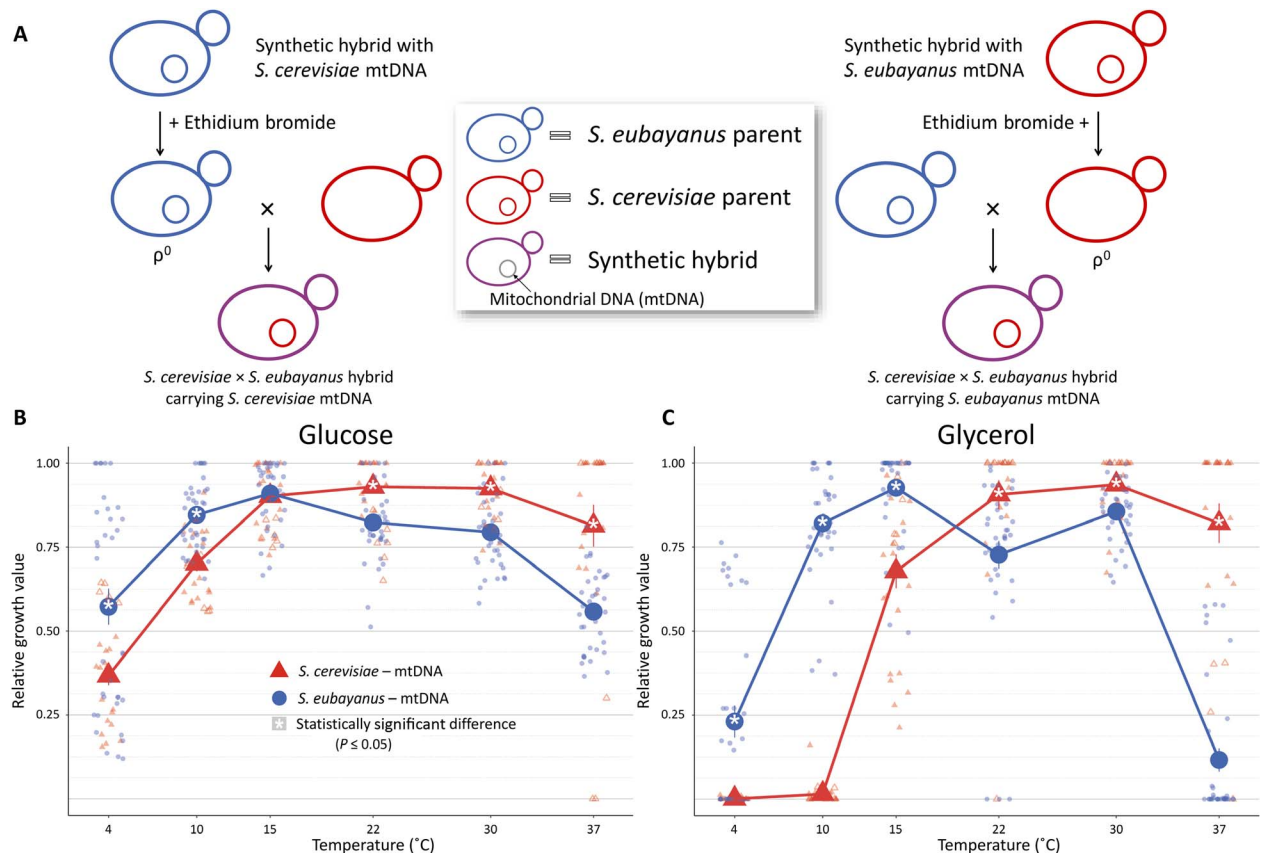 A
Synthetic hybrid with
S. cerevisiae mtDNA
+ Ethidium bromide
×
ρ⁰
S. cerevisiae × S. eubayanus hybrid
carrying S. cerevisiae mtDNA
= S. eubayanus parent
= S. cerevisiae parent
= Synthetic hybrid
Mitochondrial DNA (mtDNA)
Synthetic hybrid with
S. eubayanus mtDNA
Ethidium bromide +
×
ρ⁰
S. cerevisiae × S. eubayanus hybrid
carrying S. eubayanus mtDNA
B
Glucose
Relative growth value
1.00
0.75
0.50
0.25
S. cerevisiae – mtDNA
S. eubayanus – mtDNA
* Statistically significant difference
(P ≤ 0.05)
4 10 15 22 30 37
Temperature (˚C)
C
Glycerol
Relative growth value
1.00
0.75
0.50
0.25
4 10 15 22 30 37
Temperature (˚C)